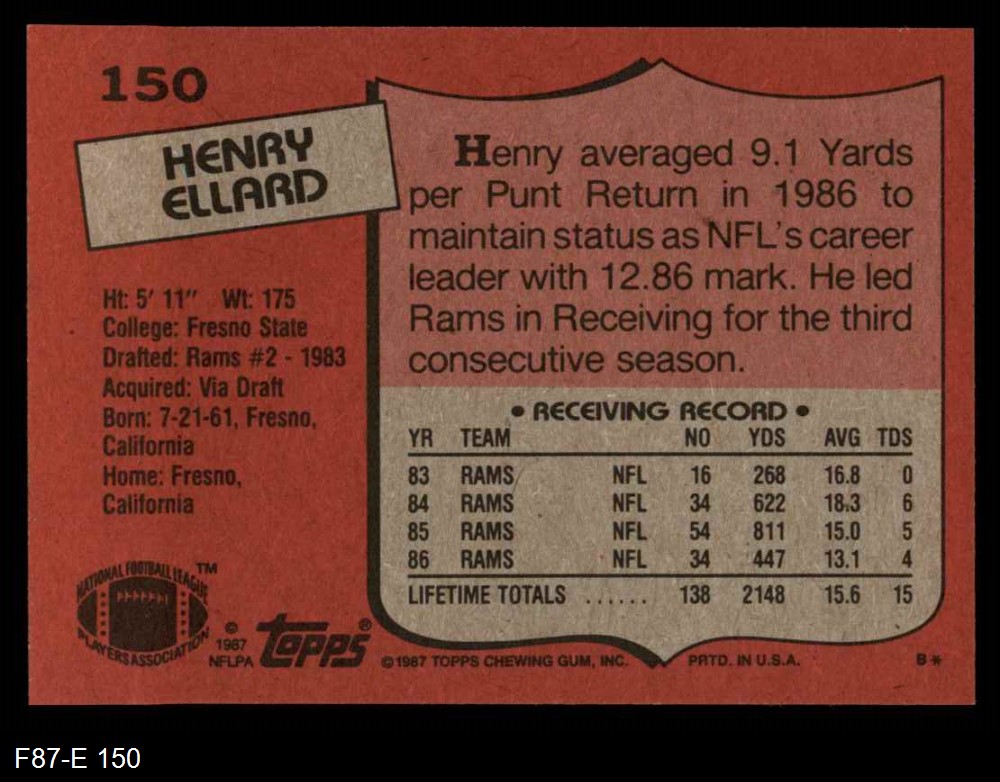 150
HENRY
ELLARD
Ht: 5' 11" Wt: 175
College: Fresno State
Drafted: Rams #2 - 1983
Acquired: Via Draft
Born: 7-21-61, Fresno,
California
Home: Fresno,
California
NATIONAL FOOTBALL LEAGUE
PLAYERS ASSOCIATION
TM
©
1987
NFLPA
topps®
Henry averaged 9.1 Yards
per Punt Return in 1986 to
maintain status as NFL's career
leader with 12.86 mark. He led
Rams in Receiving for the third
consecutive season.
• RECEIVING RECORD •
YR TEAM NO YDS AVG TDS
83 RAMS NFL 16 268 16.8 0
84 RAMS NFL 34 622 18.3 6
85 RAMS NFL 54 811 15.0 5
86 RAMS NFL 34 447 13.1 4
LIFETIME TOTALS ...... 138 2148 15.6 15
© 1987 TOPPS CHEWING GUM, INC. PRTD. IN U.S.A. B*
F87-E 150